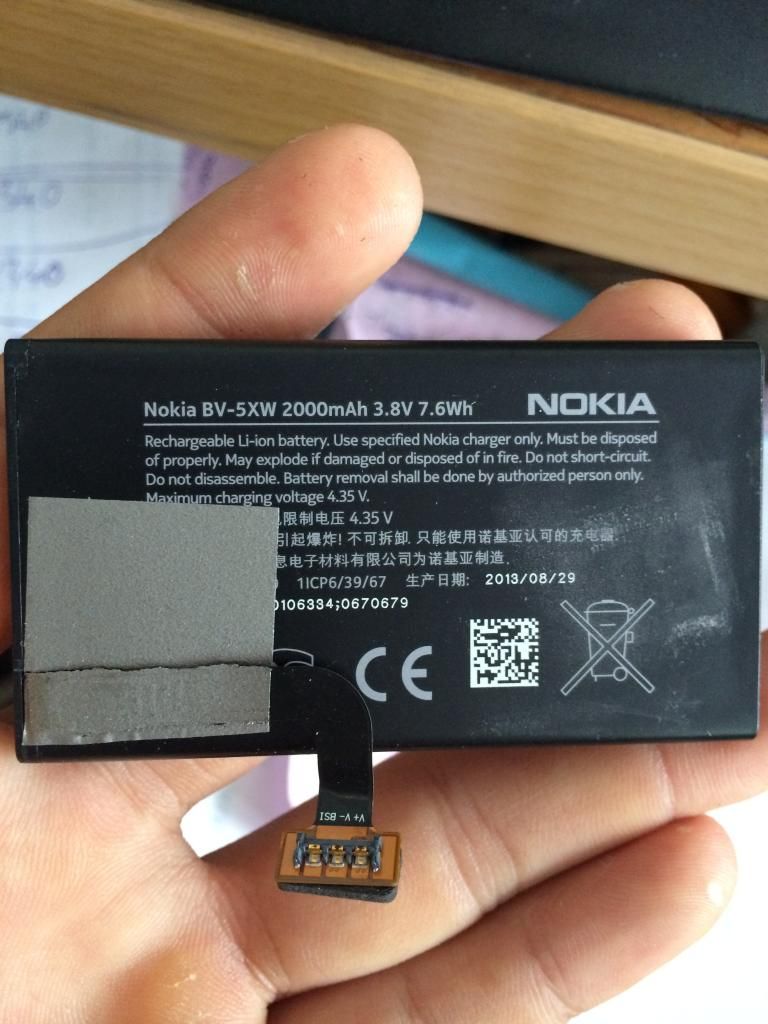 Nokia BV-5XW 2000mAh 3.8V 7.6Wh NOKIA
Rechargeable Li-ion battery. Use specified Nokia charger only. Must be disposed
of properly. May explode if damaged or disposed of in fire. Do not short-circuit.
Do not disassemble. Battery removal shall be done by authorized person only.
Maximum charging voltage 4.35 V.
限制电压 4.35 V
引起爆炸! 不可拆卸. 只能使用诺基亚认可的充电器.
息电子材料有限公司为诺基亚制造.
1ICP6/39/67 生产日期: 2013/08/29
0106334;0670679
CE
V+ V- BSI